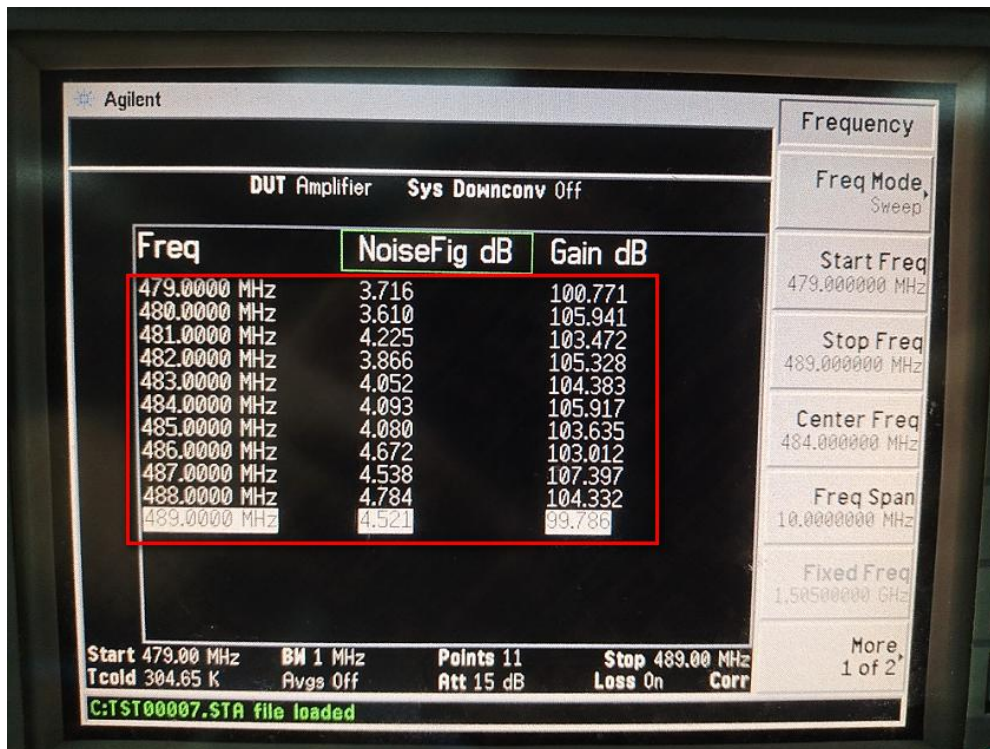 Agilent
Frequency
DUT Amplifier Sys Downconv Off
Freq Mode
Sweep
Freq NoiseFig dB Gain dB
Start Freq
479.000000 MHz
479.0000 MHz 3.716 100.771
480.0000 MHz 3.610 105.941
481.0000 MHz 4.225 103.472
482.0000 MHz 3.866 105.328
483.0000 MHz 4.052 104.383
484.0000 MHz 4.093 105.917
485.0000 MHz 4.080 103.635
486.0000 MHz 4.672 103.012
487.0000 MHz 4.538 107.397
488.0000 MHz 4.784 104.332
489.0000 MHz 4.521 99.786
Stop Freq
489.000000 MHz
Center Freq
484.000000 MHz
Freq Span
10.0000000 MHz
Fixed Freq
1.50500000 GHz
More
1 of 2
Start 479.00 MHz BW 1 MHz Points 11 Stop 489.00 MHz
Tcold 304.65 K Avgs Off Att 15 dB Loss On Corr
C:TST00007.STA file loaded